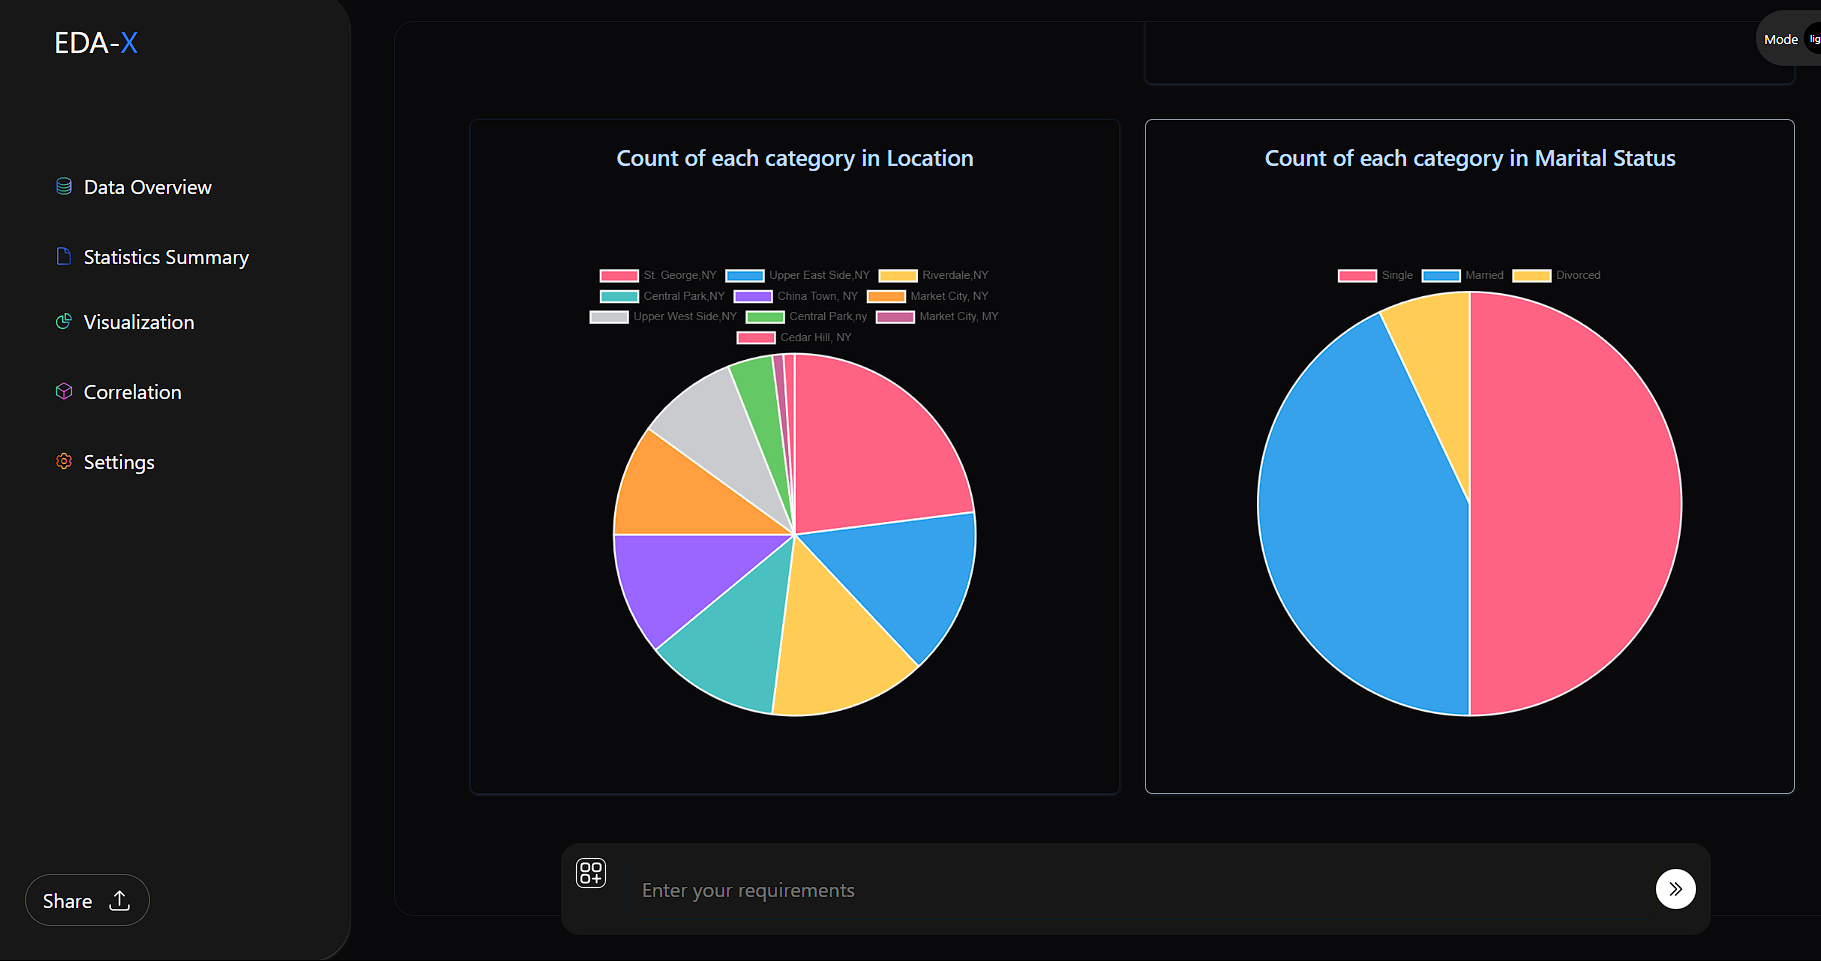 EDA-X
Mode lig
Data Overview
Statistics Summary
Visualization
Correlation
Settings
Share
Count of each category in Location
St. George,NY Upper East Side,NY Riverdale,NY
Central Park,NY China Town, NY Market City, NY
Upper West Side,NY Central Park,ny Market City, MY
Cedar Hill, NY
Count of each category in Marital Status
Single Married Divorced
Enter your requirements